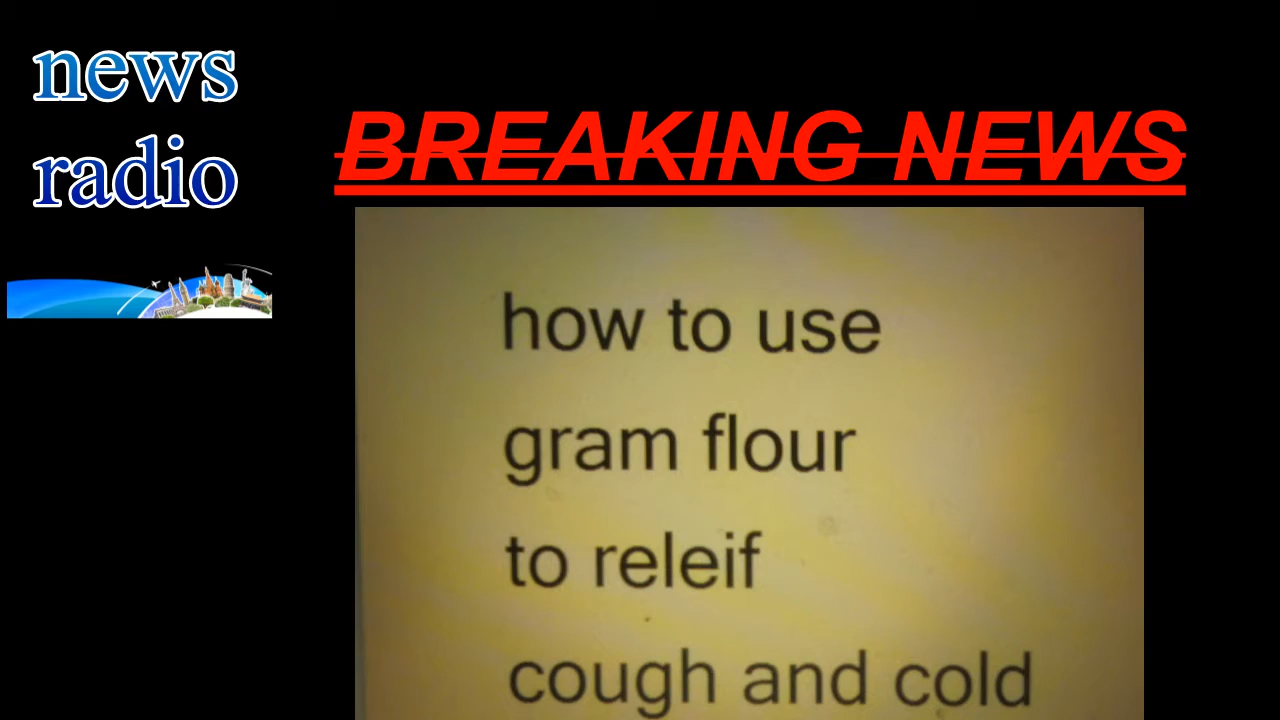 news
radio
BREAKING NEWS
how to use
gram flour
to releif
cough and cold